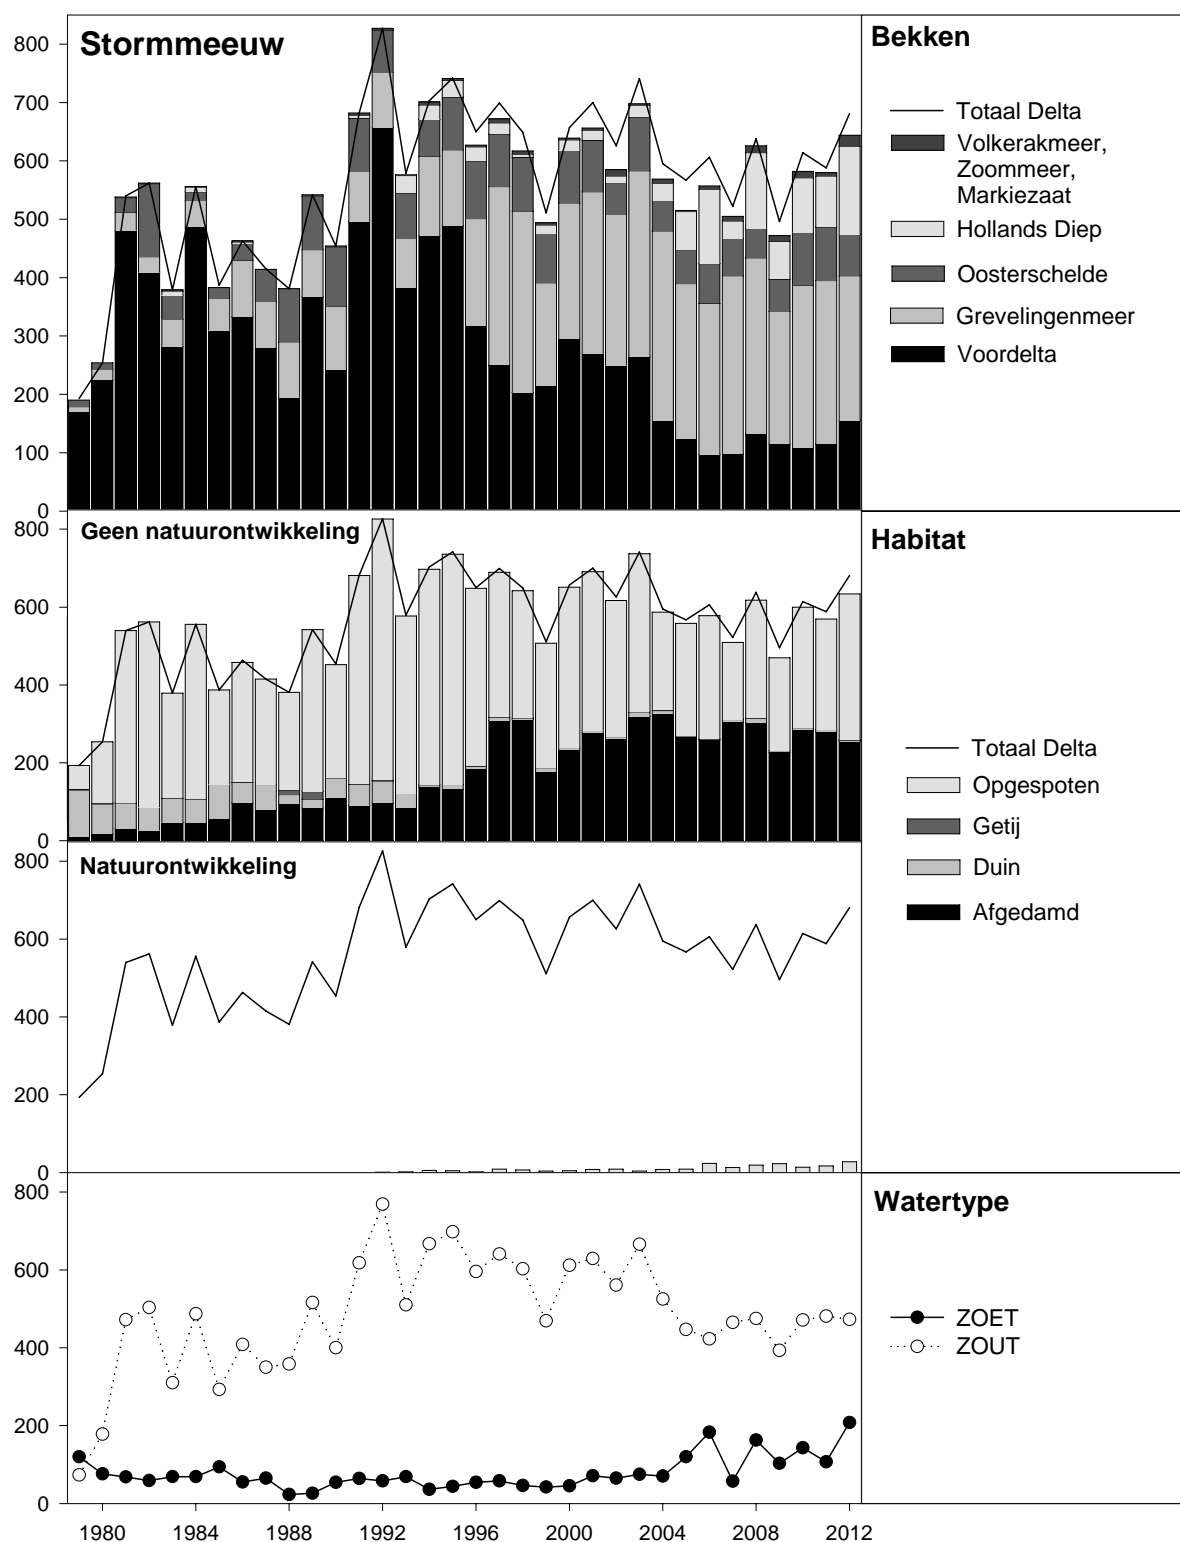 Stormmeeuw
800
700
600
500
400
300
200
100
0
Bekken
Totaal Delta
Volkerakmeer,
Zoommeer,
Markiezaat
Hollands Diep
Oosterschelde
Grevelingenmeer
Voordelta
Geen natuurontwikkeling
800
600
400
200
0
Habitat
Totaal Delta
Opgespoten
Getij
Duin
Afgedamd
Natuurontwikkeling
800
600
400
200
0
Watertype
800
600
400
200
0
ZOET
ZOUT
1980 1984 1988 1992 1996 2000 2004 2008 2012